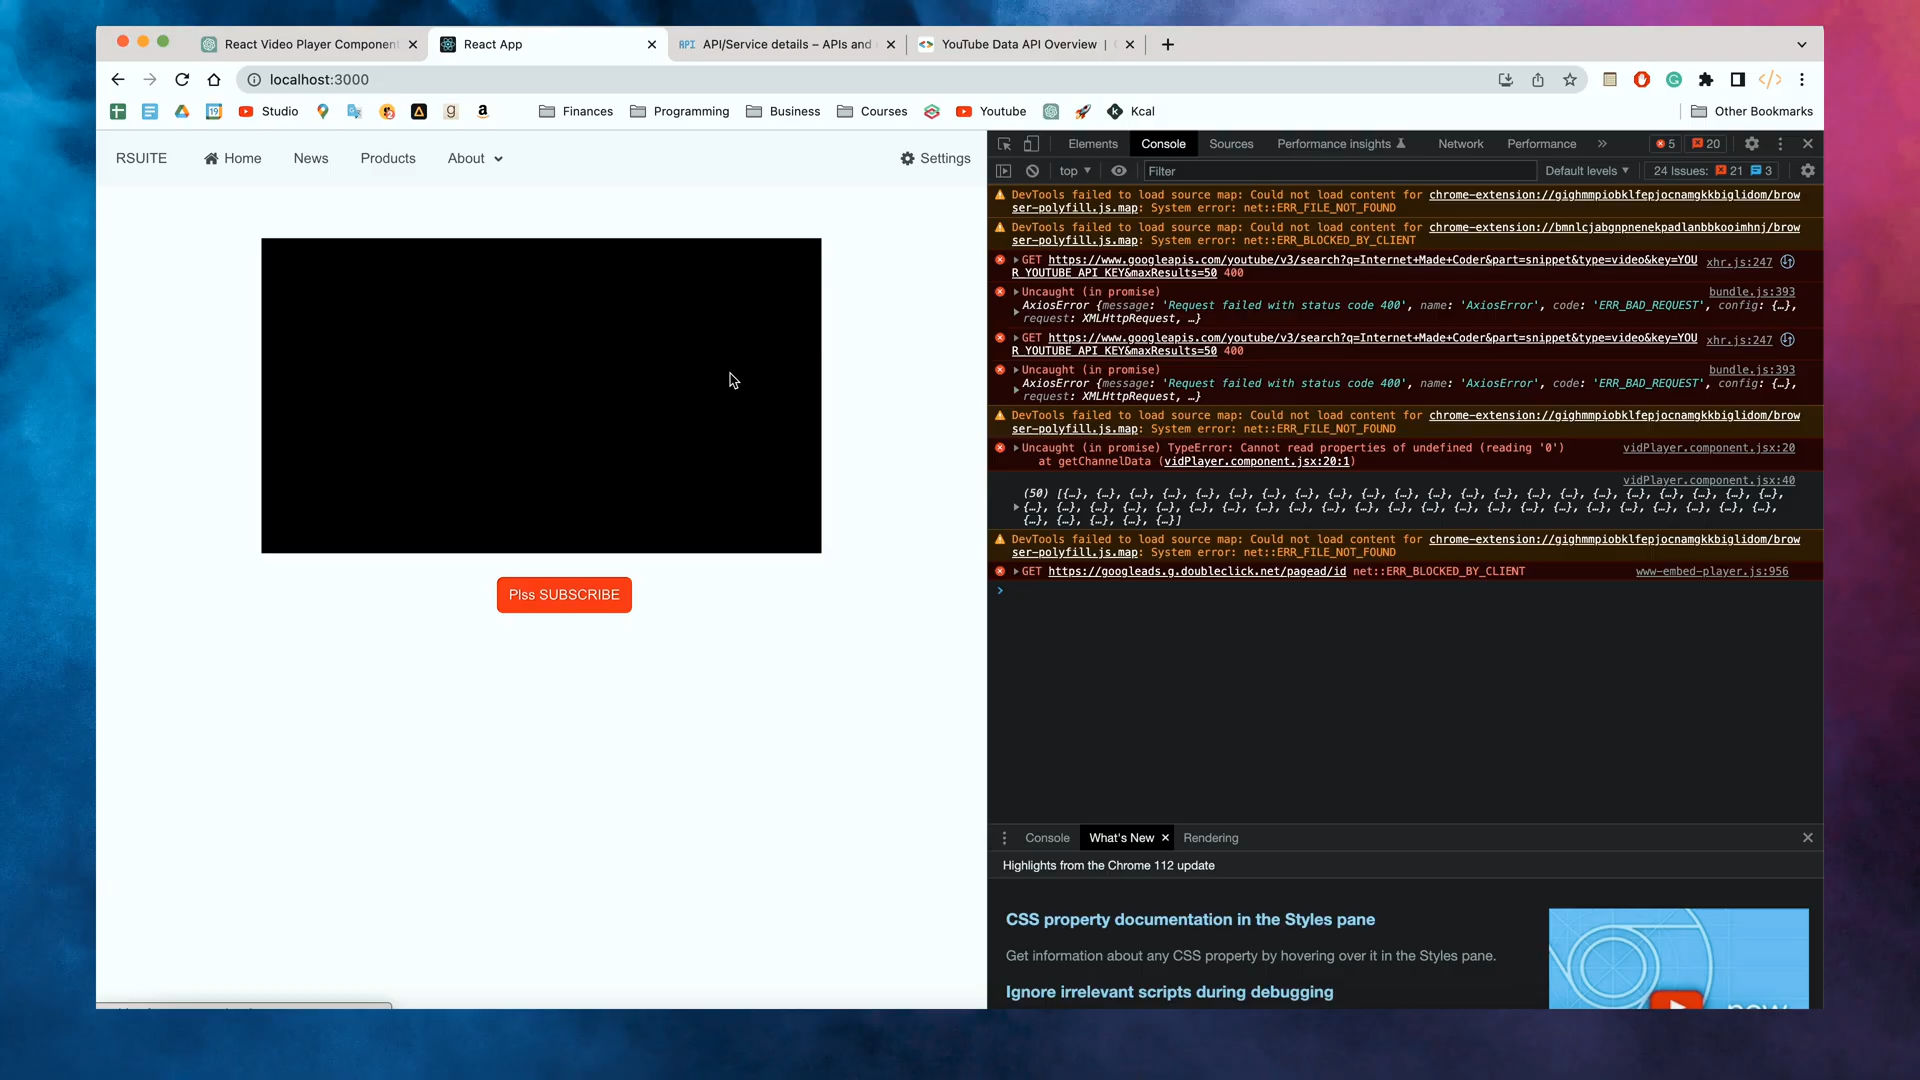 React Video Player Component
React App
API API/Service details – APIs and
YouTube Data API Overview |
localhost:3000
19
Studio
g
a
Finances
Programming
Business
Courses
Youtube
Kcal
Other Bookmarks
RSUITE
Home
News
Products
About
Settings
Plss SUBSCRIBE
Elements
Console
Sources
Performance insights
Network
Performance
»
5
20
top
Filter
Default levels
24 Issues: 21 3
DevTools failed to load source map: Could not load content for chrome-extension://gighmmpiobklfepjocnamgkkbiglidom/brow
ser-polyfill.js.map: System error: net::ERR_FILE_NOT_FOUND
DevTools failed to load source map: Could not load content for chrome-extension://bmnlcjabgnpnenekpadlanbbkooimhnj/brow
ser-polyfill.js.map: System error: net::ERR_BLOCKED_BY_CLIENT
GET https://www.googleapis.com/youtube/v3/search?q=Internet+Made+Coder&part=snippet&type=video&key=YOU xhr.js:247
R_YOUTUBE_API_KEY&maxResults=50 400
Uncaught (in promise) bundle.js:393
AxiosError {message: 'Request failed with status code 400', name: 'AxiosError', code: 'ERR_BAD_REQUEST', config: {…},
request: XMLHttpRequest, …}
GET https://www.googleapis.com/youtube/v3/search?q=Internet+Made+Coder&part=snippet&type=video&key=YOU xhr.js:247
R_YOUTUBE_API_KEY&maxResults=50 400
Uncaught (in promise) bundle.js:393
AxiosError {message: 'Request failed with status code 400', name: 'AxiosError', code: 'ERR_BAD_REQUEST', config: {…},
request: XMLHttpRequest, …}
DevTools failed to load source map: Could not load content for chrome-extension://gighmmpiobklfepjocnamgkkbiglidom/brow
ser-polyfill.js.map: System error: net::ERR_FILE_NOT_FOUND
Uncaught (in promise) TypeError: Cannot read properties of undefined (reading '0') vidPlayer.component.jsx:20
at getChannelData (vidPlayer.component.jsx:20:1)
vidPlayer.component.jsx:40
(50) [{…}, {…}, {…}, {…}, {…}, {…}, {…}, {…}, {…}, {…}, {…}, {…}, {…}, {…}, {…}, {…}, {…}, {…}, {…}, {…}, {…}, {…},
{…}, {…}, {…}, {…}, {…}, {…}, {…}, {…}, {…}, {…}, {…}, {…}, {…}, {…}, {…}, {…}, {…}, {…}, {…}, {…}, {…}, {…}, {…},
{…}, {…}, {…}, {…}, {…}]
DevTools failed to load source map: Could not load content for chrome-extension://gighmmpiobklfepjocnamgkkbiglidom/brow
ser-polyfill.js.map: System error: net::ERR_FILE_NOT_FOUND
GET https://googleads.g.doubleclick.net/pagead/id net::ERR_BLOCKED_BY_CLIENT www-embed-player.js:956
Console
What's New
Rendering
Highlights from the Chrome 112 update
CSS property documentation in the Styles pane
Get information about any CSS property by hovering over it in the Styles pane.
Ignore irrelevant scripts during debugging
new